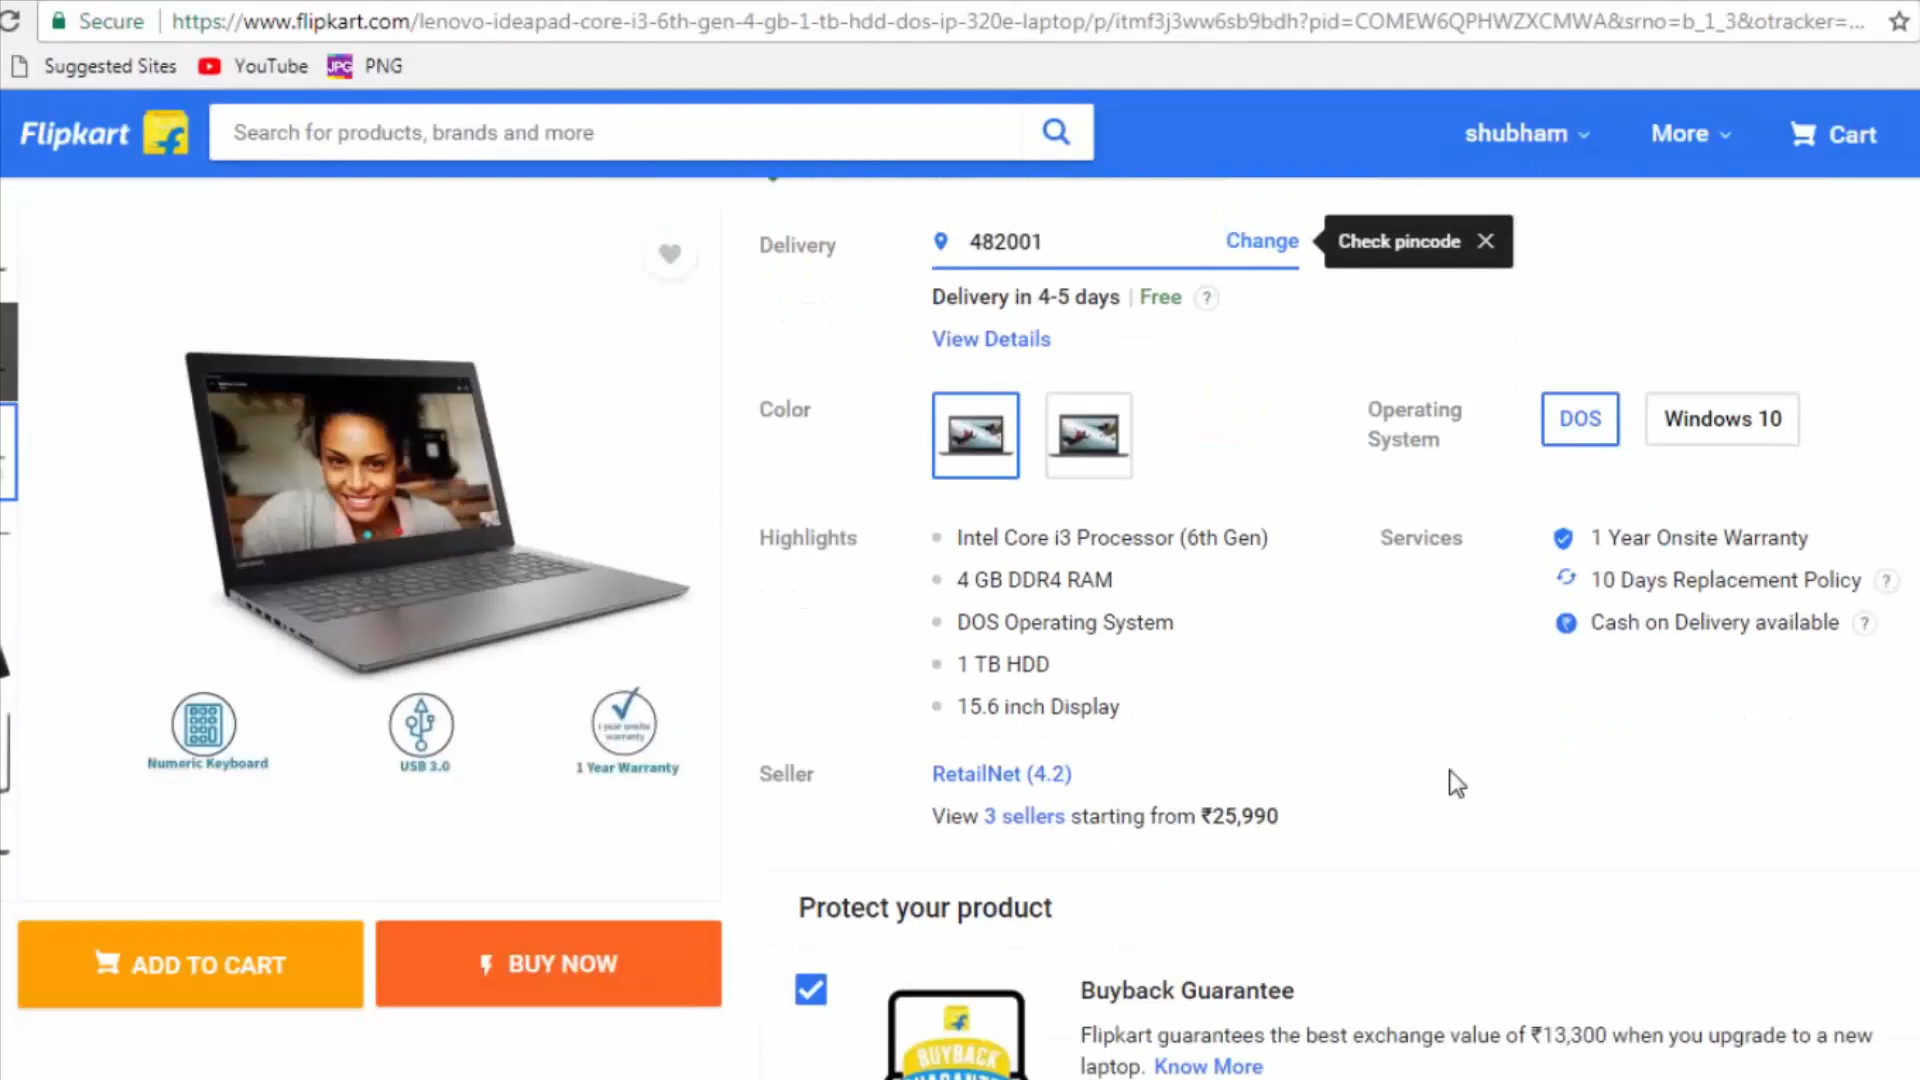 Secure https://www.flipkart.com/lenovo-ideapad-core-i3-6th-gen-4-gb-1-tb-hdd-dos-ip-320e-laptop/p/itmf3j3ww6sb9bdh?pid=COMEW6QPHWZXCMWA&srno=b_1_3&otracker=...
Suggested Sites YouTube JPG PNG
Flipkart Search for products, brands and more shubham More Cart
Delivery 482001 Change Check pincode
Delivery in 4-5 days | Free ?
View Details
Color Operating System DOS Windows 10
Highlights Intel Core i3 Processor (6th Gen) Services 1 Year Onsite Warranty
4 GB DDR4 RAM 10 Days Replacement Policy ?
DOS Operating System Cash on Delivery available ?
1 TB HDD
15.6 inch Display
1 year onsite warranty
Numeric Keyboard USB 3.0 1 Year Warranty
Seller RetailNet (4.2)
View 3 sellers starting from ₹25,990
Protect your product
ADD TO CART BUY NOW
Buyback Guarantee
Flipkart guarantees the best exchange value of ₹13,300 when you upgrade to a new
laptop. Know More
BUYBACK
GUARANTEE